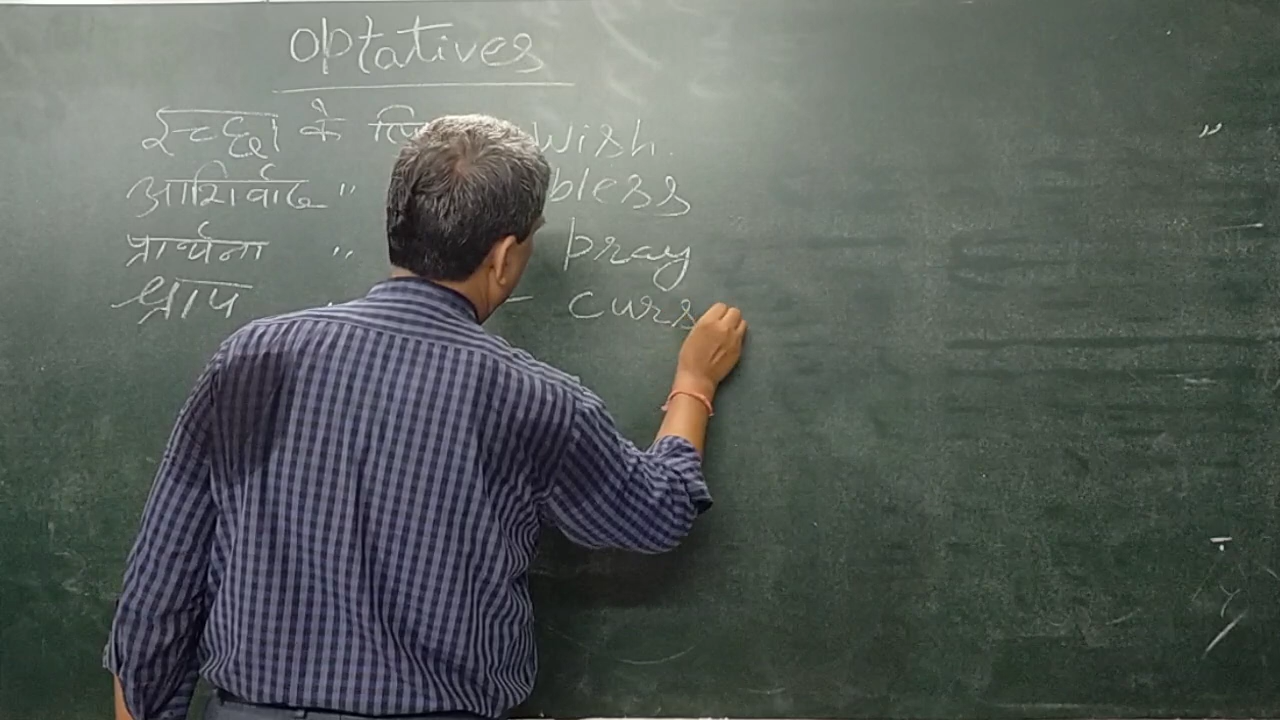 Optatives
इच्छा के लि wish.
आशिर्वाद " bless
प्रार्थना " pray
श्राप " - curs